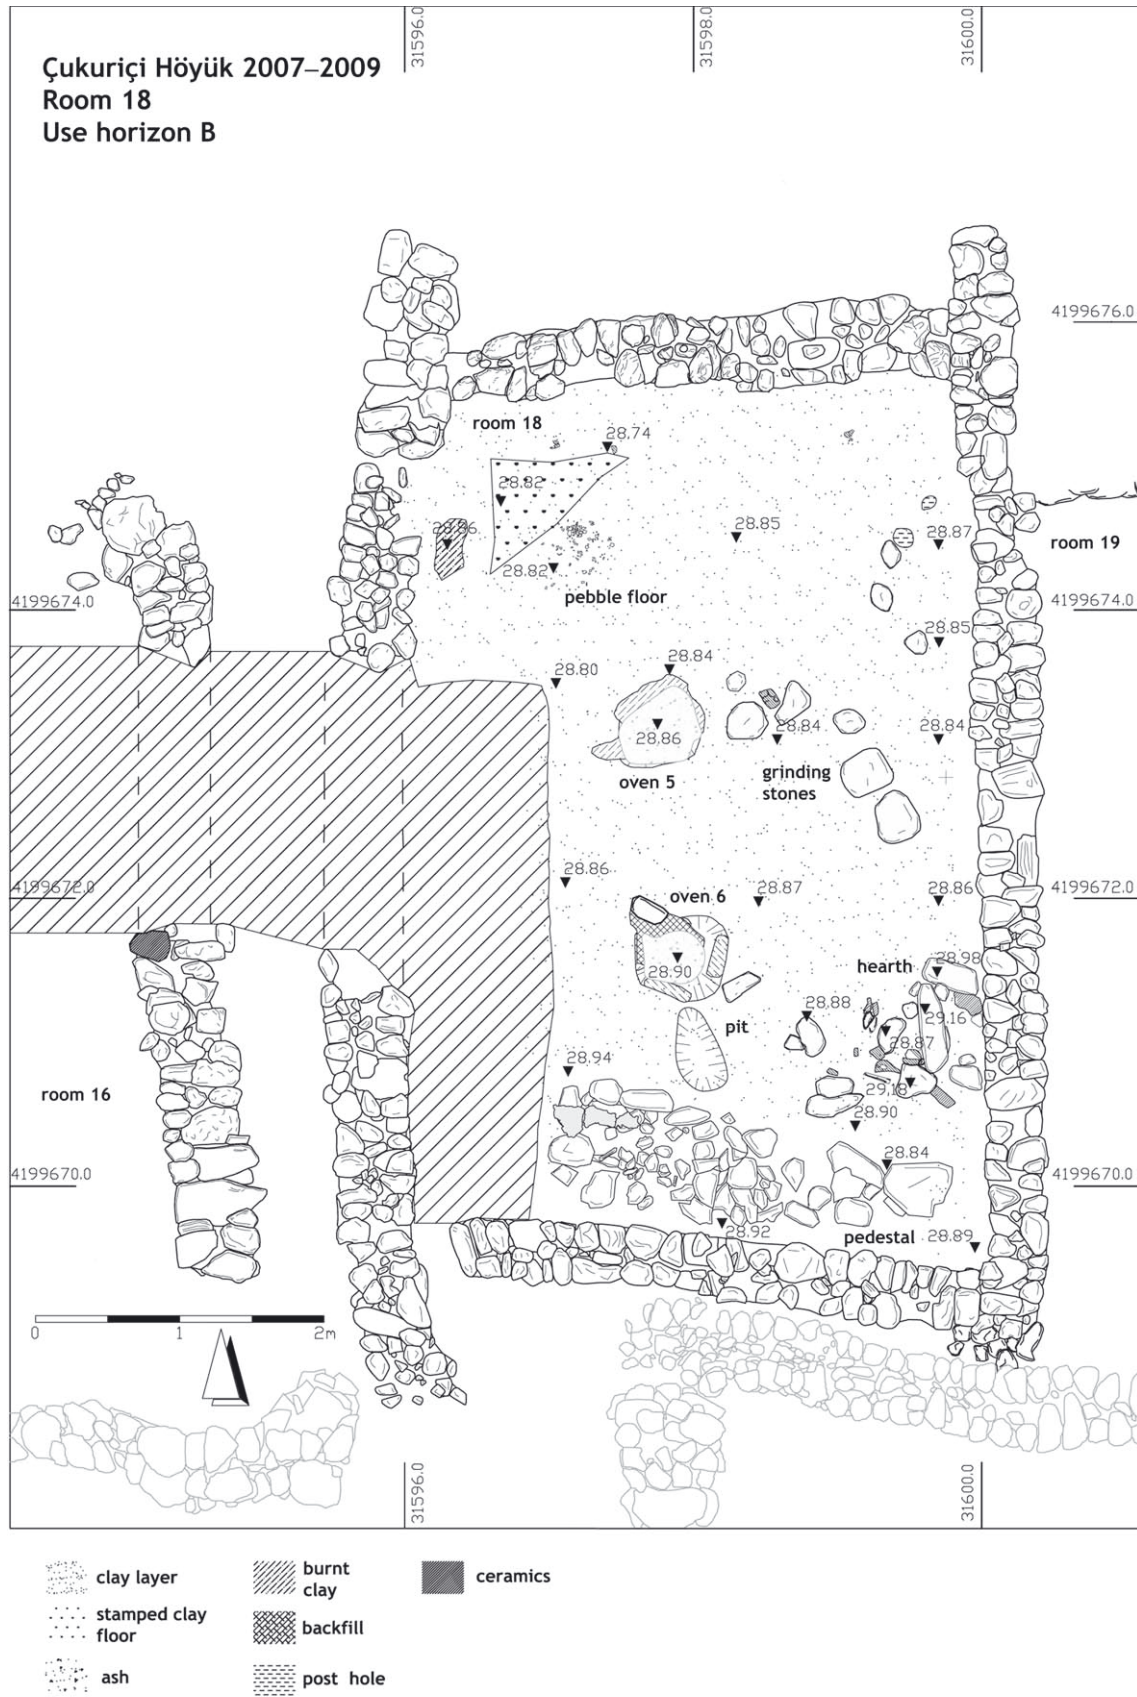 31596.0
31598.0
31600.0
Çukuriçi Höyük 2007–2009
Room 18
Use horizon B
4199676.0
4199676.0
room 18
28.74
28.82
28.86
28.85
28.87
room 19
28.82
pebble floor
4199674.0
4199674.0
28.85
28.80
28.84
28.86
28.84
28.84
oven 5
grinding
stones
28.86
28.87
28.86
4199672.0
4199672.0
oven 6
28.90
hearth
28.98
28.88
29.16
pit
28.87
28.94
29.18
room 16
28.90
28.84
4199670.0
4199670.0
28.92
pedestal
28.89
0
1
2m
31596.0
31600.0
clay layer
burnt
clay
ceramics
stamped clay
floor
backfill
ash
post hole